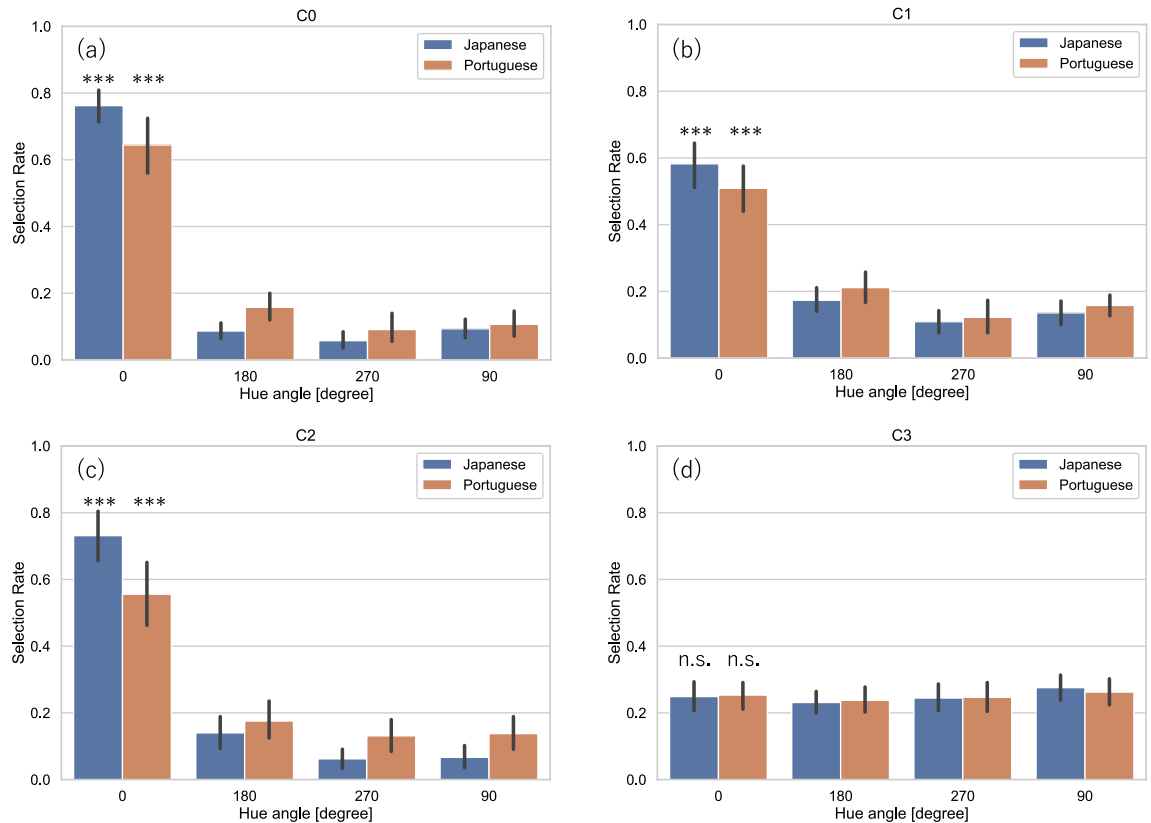 C0
(a)
Japanese
Portuguese
*** ***
Selection Rate
1.0
0.8
0.6
0.4
0.2
0.0
0 180 270 90
Hue angle [degree]
C1
(b)
Japanese
Portuguese
*** ***
Selection Rate
1.0
0.8
0.6
0.4
0.2
0.0
0 180 270 90
Hue angle [degree]
C2
(c)
Japanese
Portuguese
*** ***
Selection Rate
1.0
0.8
0.6
0.4
0.2
0.0
0 180 270 90
Hue angle [degree]
C3
(d)
Japanese
Portuguese
n.s. n.s.
Selection Rate
1.0
0.8
0.6
0.4
0.2
0.0
0 180 270 90
Hue angle [degree]